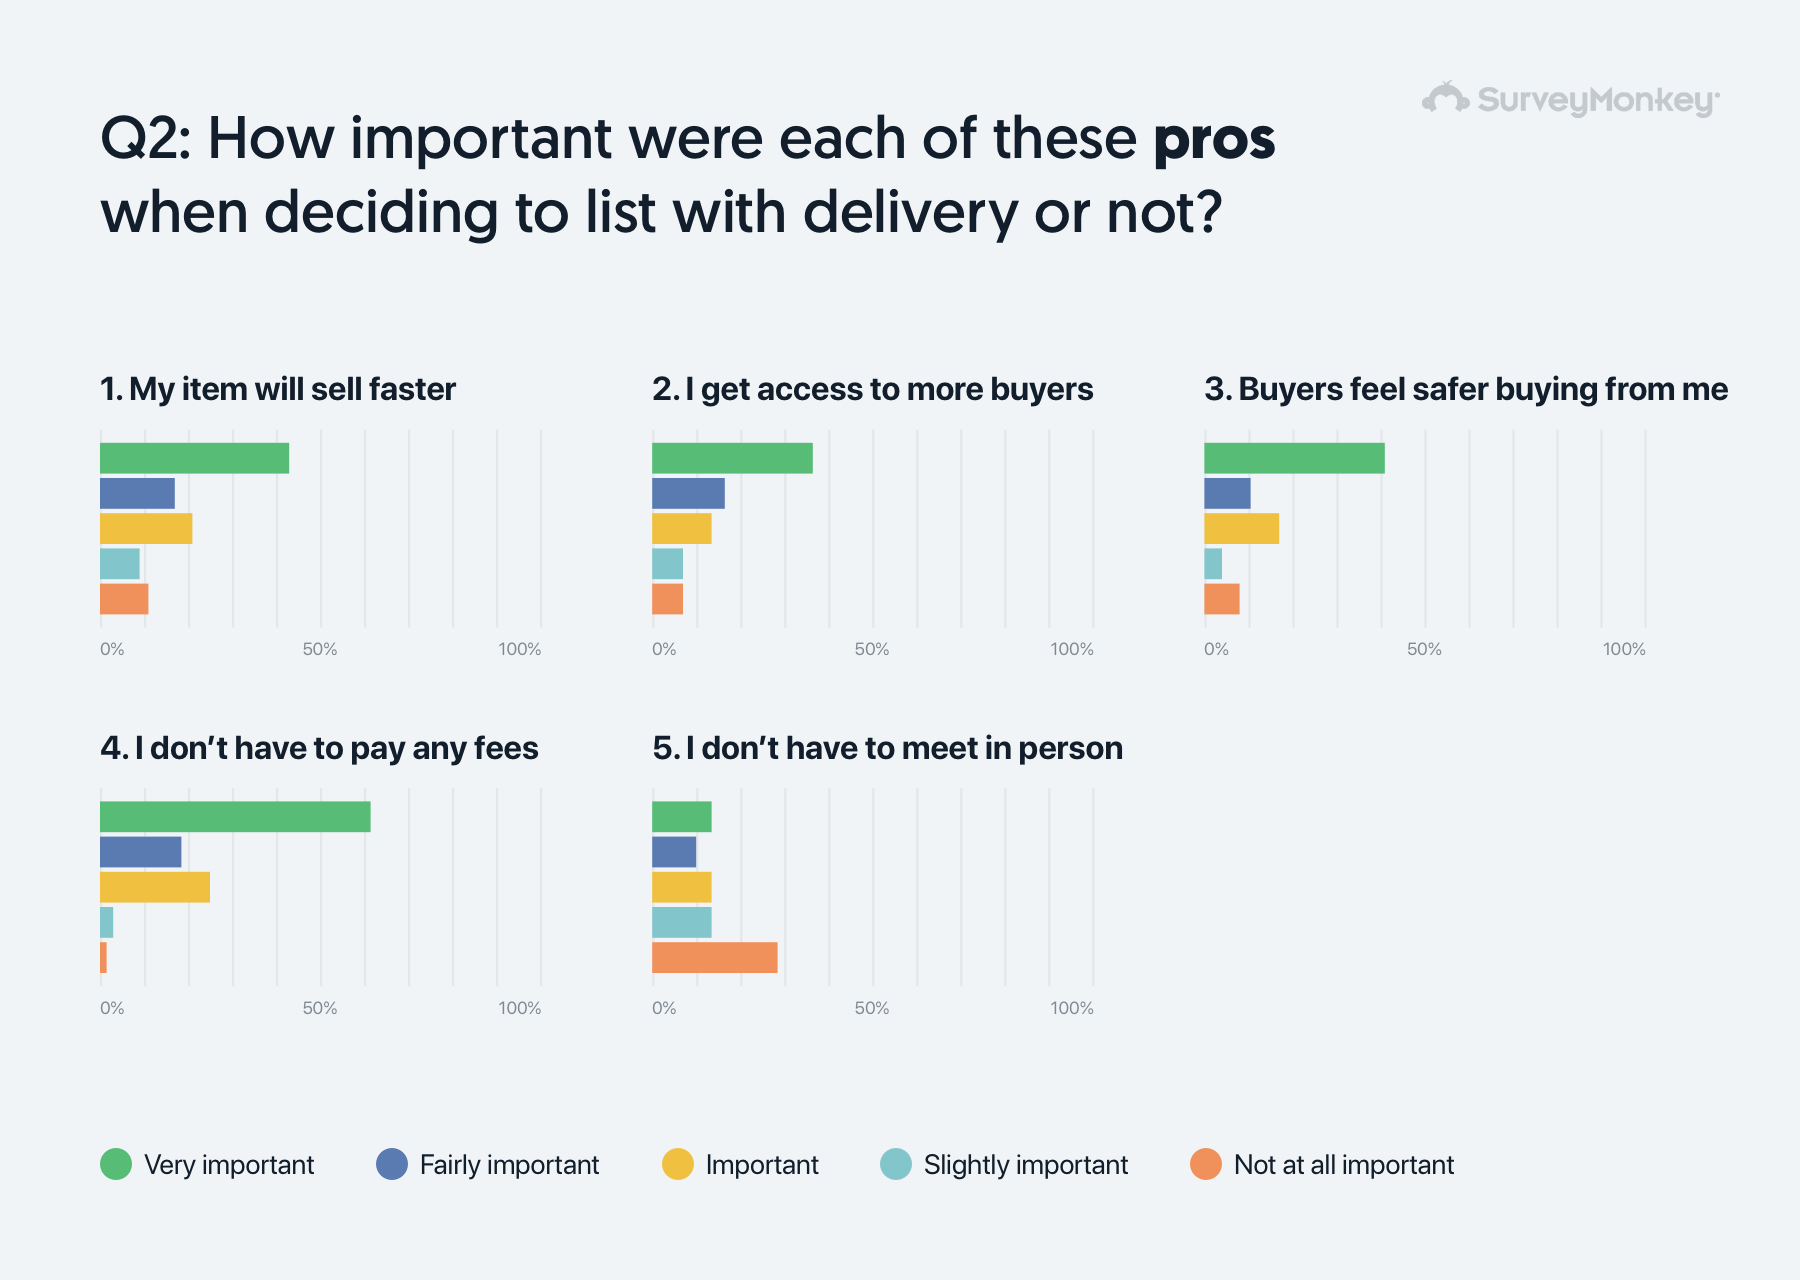 SurveyMonkey
Q2: How important were each of these pros
when deciding to list with delivery or not?
1. My item will sell faster
0% 50% 100%
2. I get access to more buyers
0% 50% 100%
3. Buyers feel safer buying from me
0% 50% 100%
4. I don’t have to pay any fees
0% 50% 100%
5. I don’t have to meet in person
0% 50% 100%
Very important
Fairly important
Important
Slightly important
Not at all important